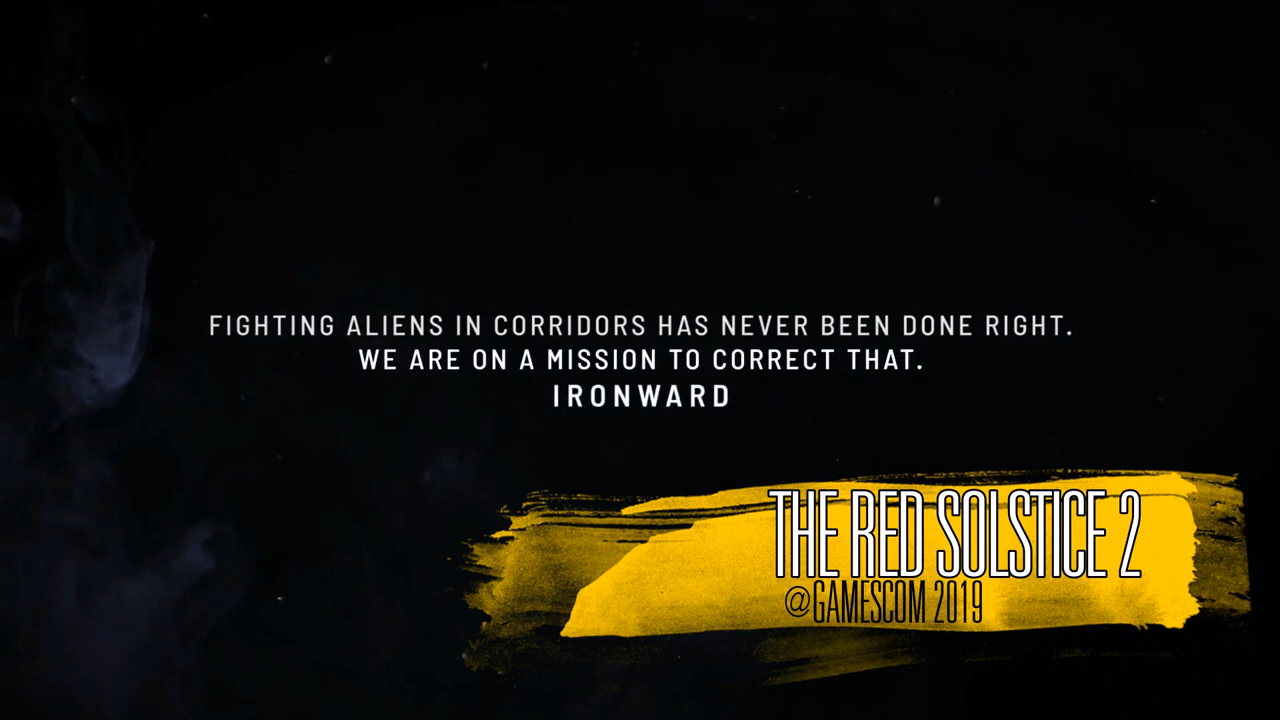 FIGHTING ALIENS IN CORRIDORS HAS NEVER BEEN DONE RIGHT.
WE ARE ON A MISSION TO CORRECT THAT.
IRONWARD
THE RED SOLSTICE 2
@GAMESCOM 2019